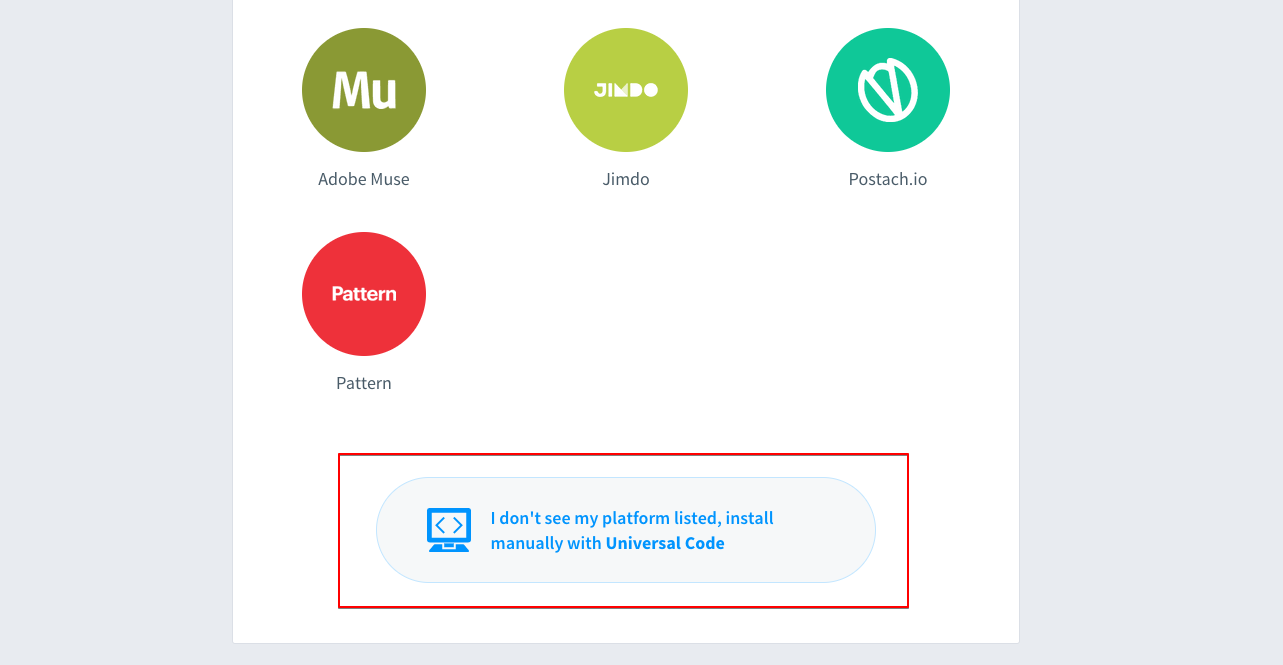 Mu
JIMDO
Adobe Muse
Jimdo
Postach.io
Pattern
Pattern
I don't see my platform listed, install
manually with Universal Code